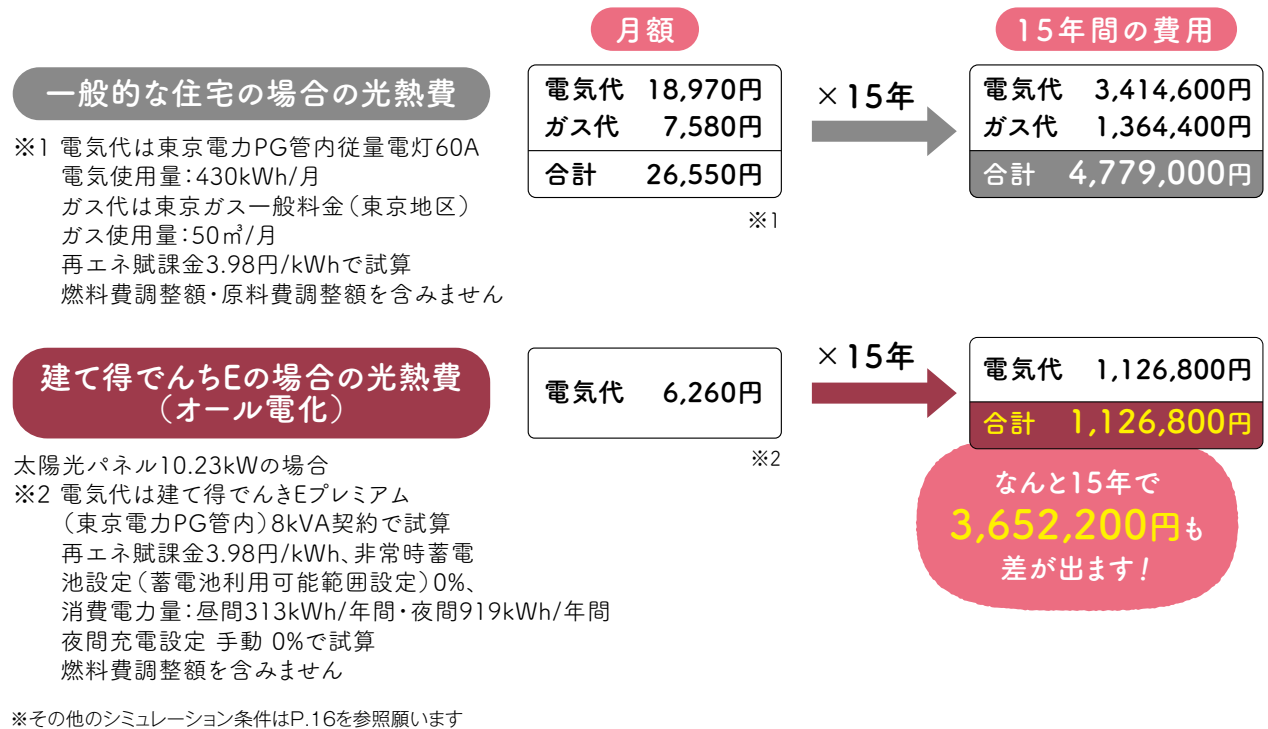 月額
15年間の費用
一般的な住宅の場合の光熱費
※1 電気代は東京電力PG管内従量電灯60A
電気使用量:430kWh/月
ガス代は東京ガス一般料金(東京地区)
ガス使用量:50㎥/月
再エネ賦課金3.98円/kWhで試算
燃料費調整額・原料費調整額を含みません
電気代 18,970円
ガス代 7,580円
合計 26,550円
※1
×15年
電気代 3,414,600円
ガス代 1,364,400円
合計 4,779,000円
建て得でんちEの場合の光熱費
(オール電化)
太陽光パネル10.23kWの場合
※2 電気代は建て得でんきEプレミアム
(東京電力PG管内)8kVA契約で試算
再エネ賦課金3.98円/kWh、非常時蓄電
池設定(蓄電池利用可能範囲設定)0%、
消費電力量:昼間313kWh/年間・夜間919kWh/年間
夜間充電設定 手動 0%で試算
燃料費調整額を含みません
電気代 6,260円
※2
×15年
電気代 1,126,800円
合計 1,126,800円
なんと15年で
3,652,200円も
差が出ます!
※その他のシミュレーション条件はP.16を参照願います